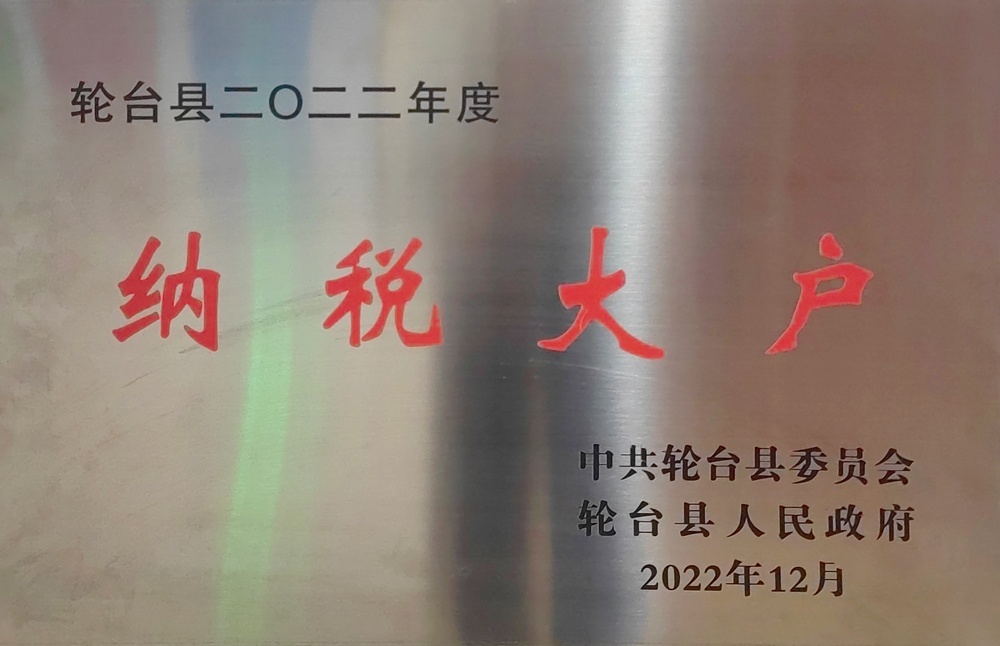 轮台县二〇二二年度
纳税大户
中共轮台县委员会
轮台县人民政府
2022年12月